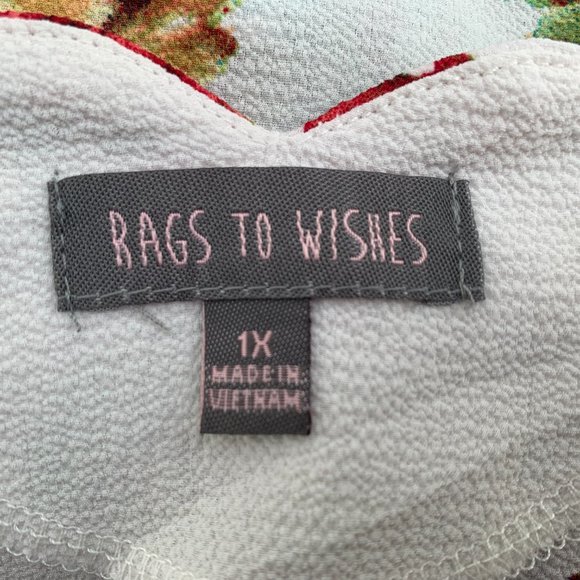 RAGS TO WISHES
1X
MADE IN
VIETNAM